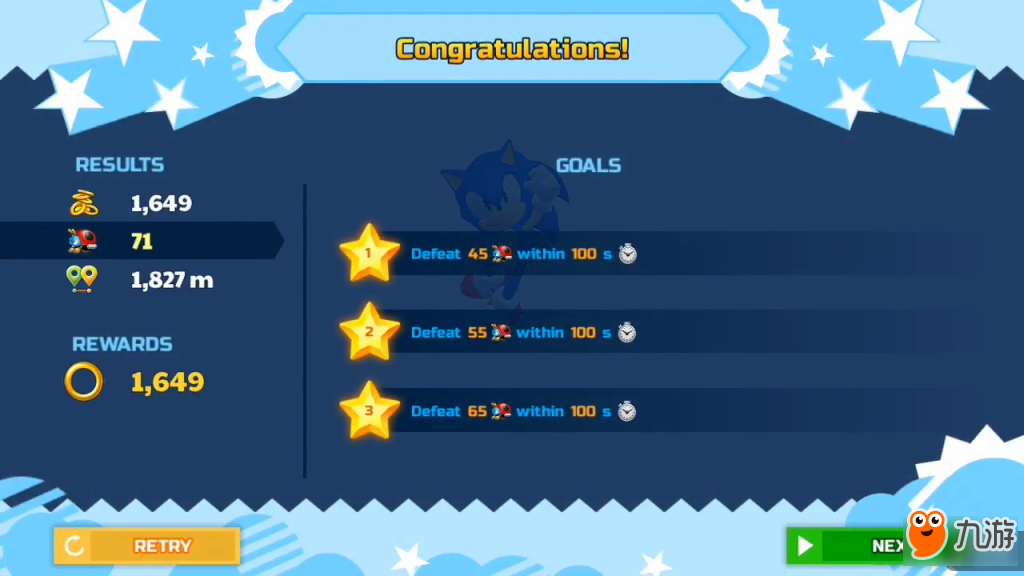 Congratulations!
RESULTS
1,649
71
1,827 m
REWARDS
1,649
GOALS
1 Defeat 45 within 100 s
2 Defeat 55 within 100 s
3 Defeat 65 within 100 s
RETRY
NEX
九游